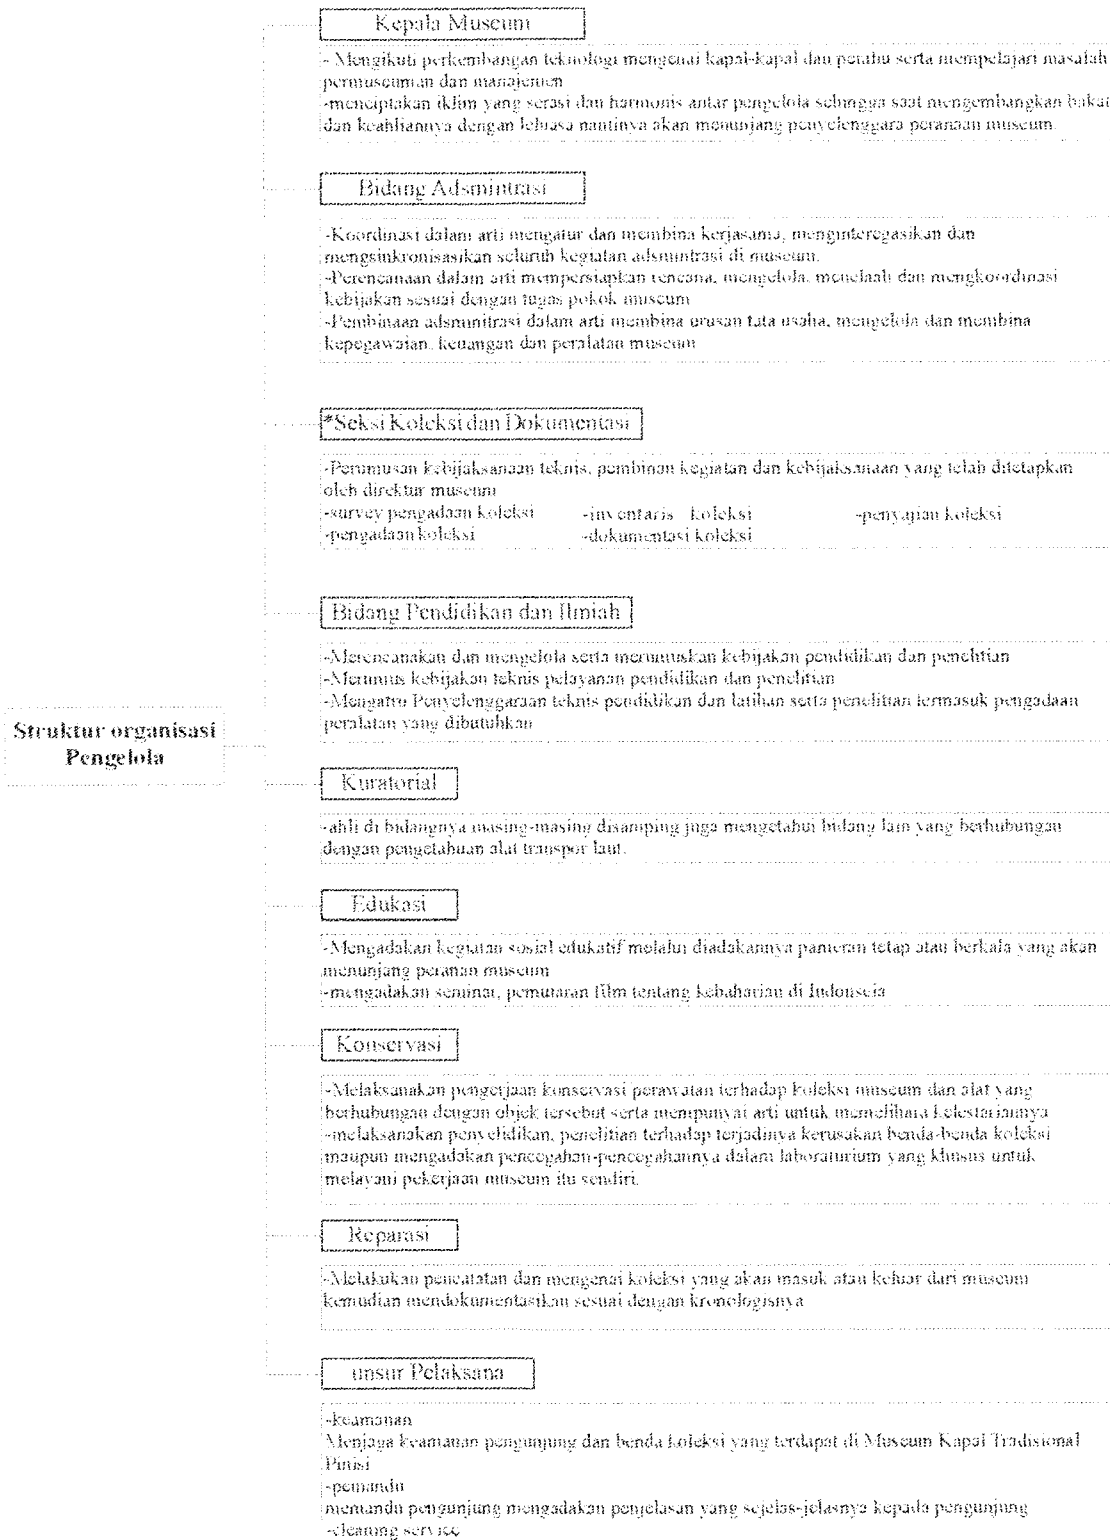 Kepala Museum
- Mengikuti perkembangan teknologi mengenai kapal-kapal dan perahu serta mempelajari masalah
permuseuman dan manajemen
-menciptakan iklim yang serasi dan harmonis antar pengelola sehingga saat mengembangkan bakat
dan keahliannya dengan leluasa nantinya akan menunjang penyelenggara peranaan museum.
Bidang Adsmintrasi
-Koordinasi dalam arti mengatur dan membina kerjasama, menginteregasikan dan
mengsinkronisasikan seluruh kegiatan adsmintrasi di museum.
-Perencanaan dalam arti mempersiapkan rencana, mengelola, menelaah dan mengkoordinasi
kebijakan sesuai dengan tugas pokok museum
-Pembinaan adsmunitrasi dalam arti membina urusan tata usaha, mengelola dan membina
kepegawaian, keuangan dan peralatan museum
*Seksi Koleksi dan Dokumentasi
-Perumusan kebijaksanaan teknis, pembinan kegiatan dan kebijaksanaan yang telah ditetapkan
oleh direktur museum
-survey pengadaan koleksi -inventaris koleksi -penyajian koleksi
-pengadaan koleksi -dokumentasi koleksi
Bidang Pendidikan dan Ilmiah
-Merencanakan dan mengelola serta merumuskan kebijakan pendidikan dan penelitian
-Merumus kebijakan teknis pelayanan pendidikan dan penelitian
-Mengatru Penyelenggaraan teknis pendidikan dan latihan serta penelitian termasuk pengadaan
peralatan yang dibutuhkan
Struktur organisasi
Pengelola
Kuratorial
-ahli di bidangnya masing-masing disamping juga mengetahui bidang lain yang berhubungan
dengan pengetahuan alat transpor laut.
Edukasi
-Mengadakan kegiatan sosial edukatif melalui diadakannya pameran tetap atau berkala yang akan
menunjang peranan museum
-mengadakan seminar, pemutaran film tentang kebaharian di Indonseia
Konservasi
-Melaksanakan pengerjaan konservasi perawatan terhadap koleksi museum dan alat yang
berhubungan dengan objek tersebut serta mempunyai arti untuk memelihara kelestariannya
-melaksanakan penyelidikan, penelitian terhadap terjadinya kerusakan benda-benda koleksi
maupun mengadakan pencegahan-pencegahannya dalam laboraturium yang khusus untuk
melayani pekerjaan museum itu sendiri.
Reparasi
-Melakukan pencatatan dan mengenai koleksi yang akan masuk atau keluar dari museum
kemudian mendokumentasikan sesuai dengan kronologisnya
unsur Pelaksana
-keamanan
Menjaga keamanan pengunjung dan benda koleksi yang terdapat di Museum Kapal Tradisional
Pinisi
-pemandu
memandu pengunjung mengadakan penjelasan yang sejelas-jelasnya kepada pengunjung
-cleaning service